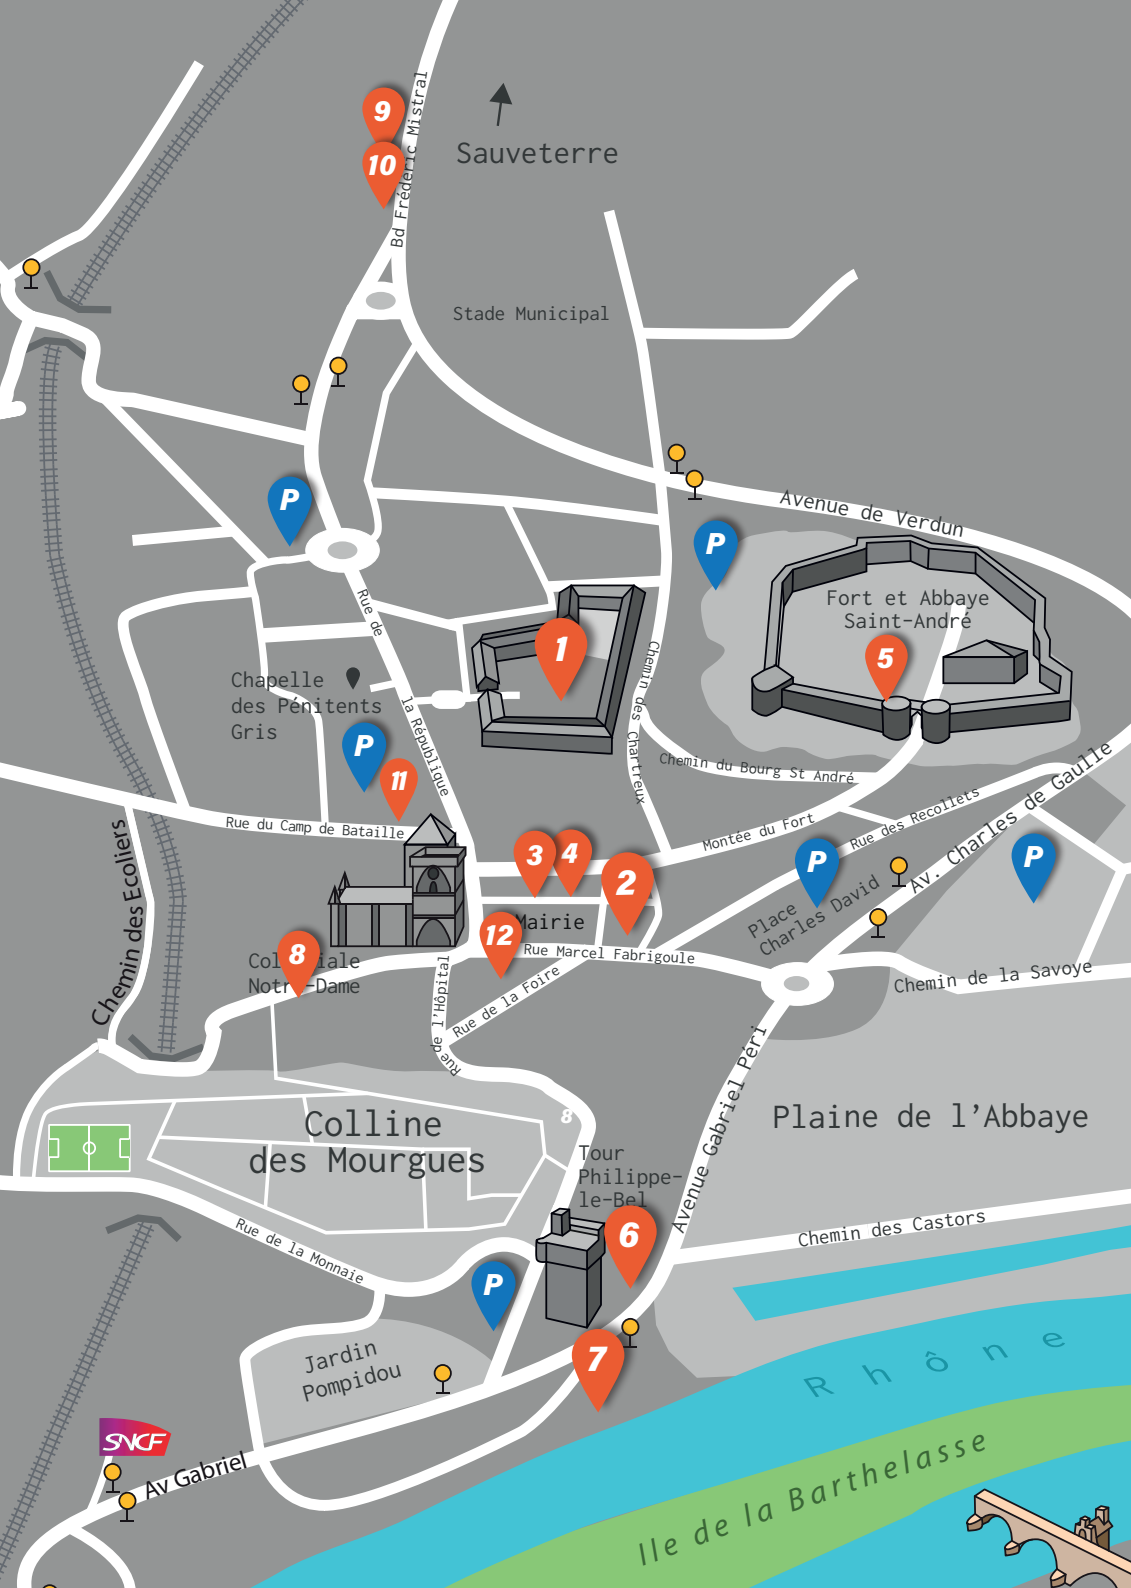 9
10
Bd Frédéric Mistral
Sauveterre
Stade Municipal
P
Avenue de Verdun
P
Fort et Abbaye
Saint-André
5
1
Rue de
la République
Chemin des Chartreux
Chapelle
des Pénitents
Gris
P
11
Chemin du Bourg St André
Rue du Camp de Bataille
Montée du Fort
Rue des Recollets
Av. Charles de Gaulle
3
4
2
P
P
Place
Charles David
Mairie
12
Rue Marcel Fabrigoule
Chemin des Ecoliers
8
Rue de l'Hôpital
Rue de la Foire
Chemin de la Savoye
Avenue Gabriel Péri
Colline
des Mourgues
8
Plaine de l'Abbaye
Tour
Philippe-
le-Bel
6
Rue de la Monnaie
Chemin des Castors
P
7
Jardin
Pompidou
Rhône
SNCF
Av Gabriel
Ile de la Barthelasse